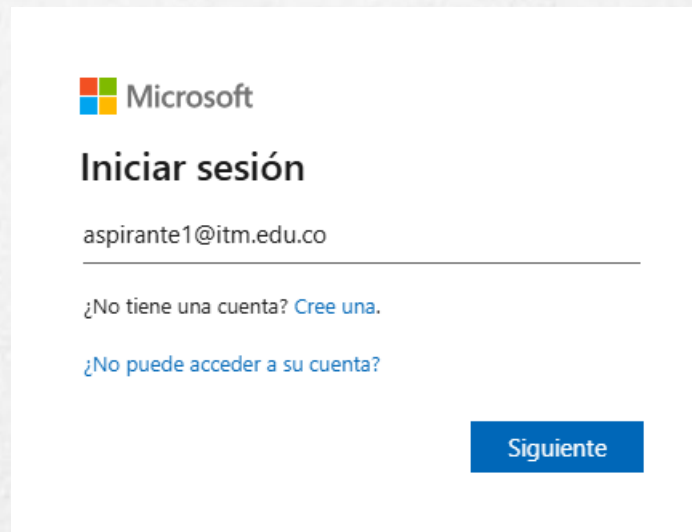 Microsoft
Iniciar sesión
aspirante1@itm.edu.co
¿No tiene una cuenta? Cree una.
¿No puede acceder a su cuenta?
Siguiente